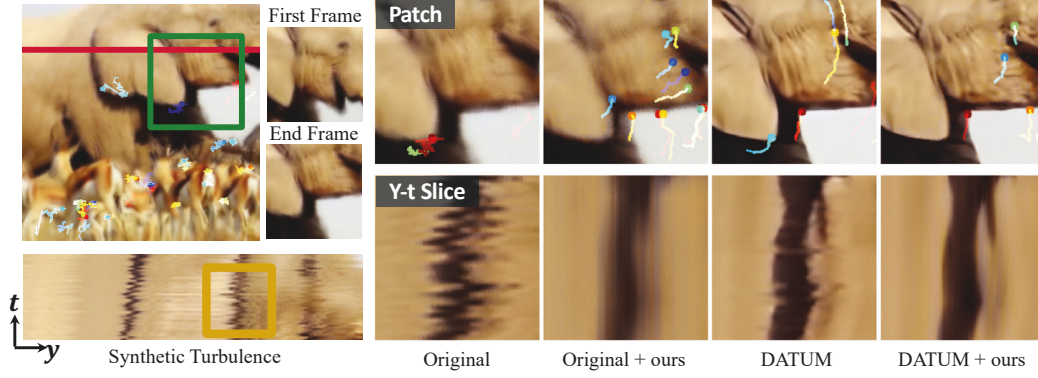 First Frame
End Frame
t
y
Synthetic Turbulence
Patch
Y-t Slice
Original
Original + ours
DATUM
DATUM + ours